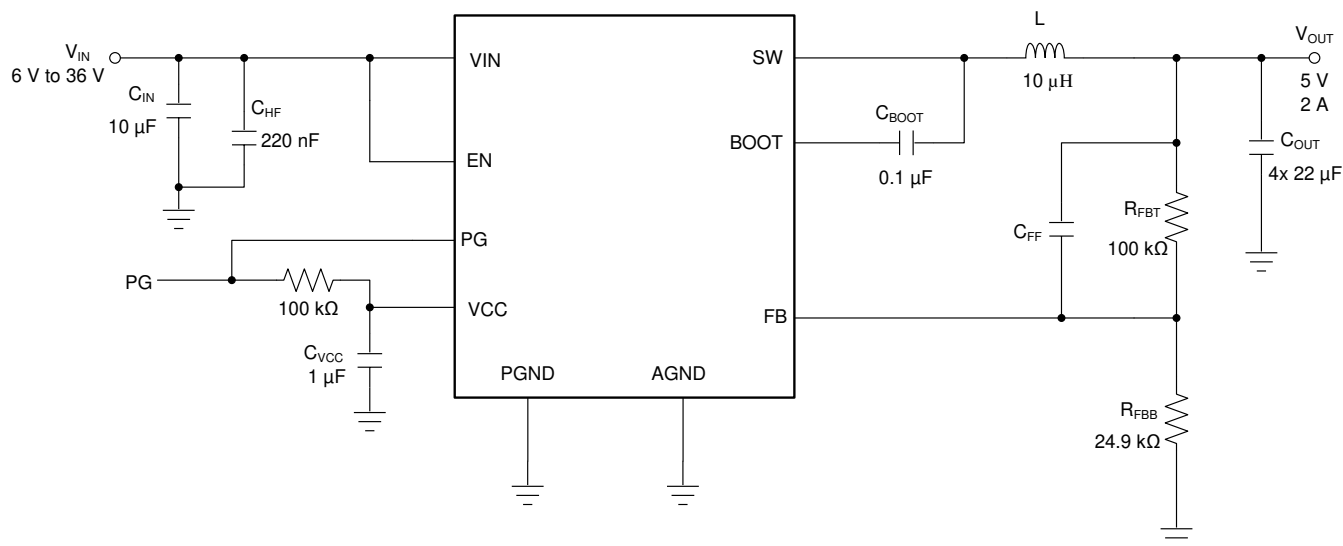 V_IN
6 V to 36 V
C_IN
10 µF
C_HF
220 nF
VIN
EN
PG
VCC
PGND
AGND
SW
BOOT
FB
PG
100 kΩ
C_VCC
1 µF
L
10 µH
C_BOOT
0.1 µF
C_FF
R_FBT
100 kΩ
R_FBB
24.9 kΩ
V_OUT
5 V
2 A
C_OUT
4x 22 µF